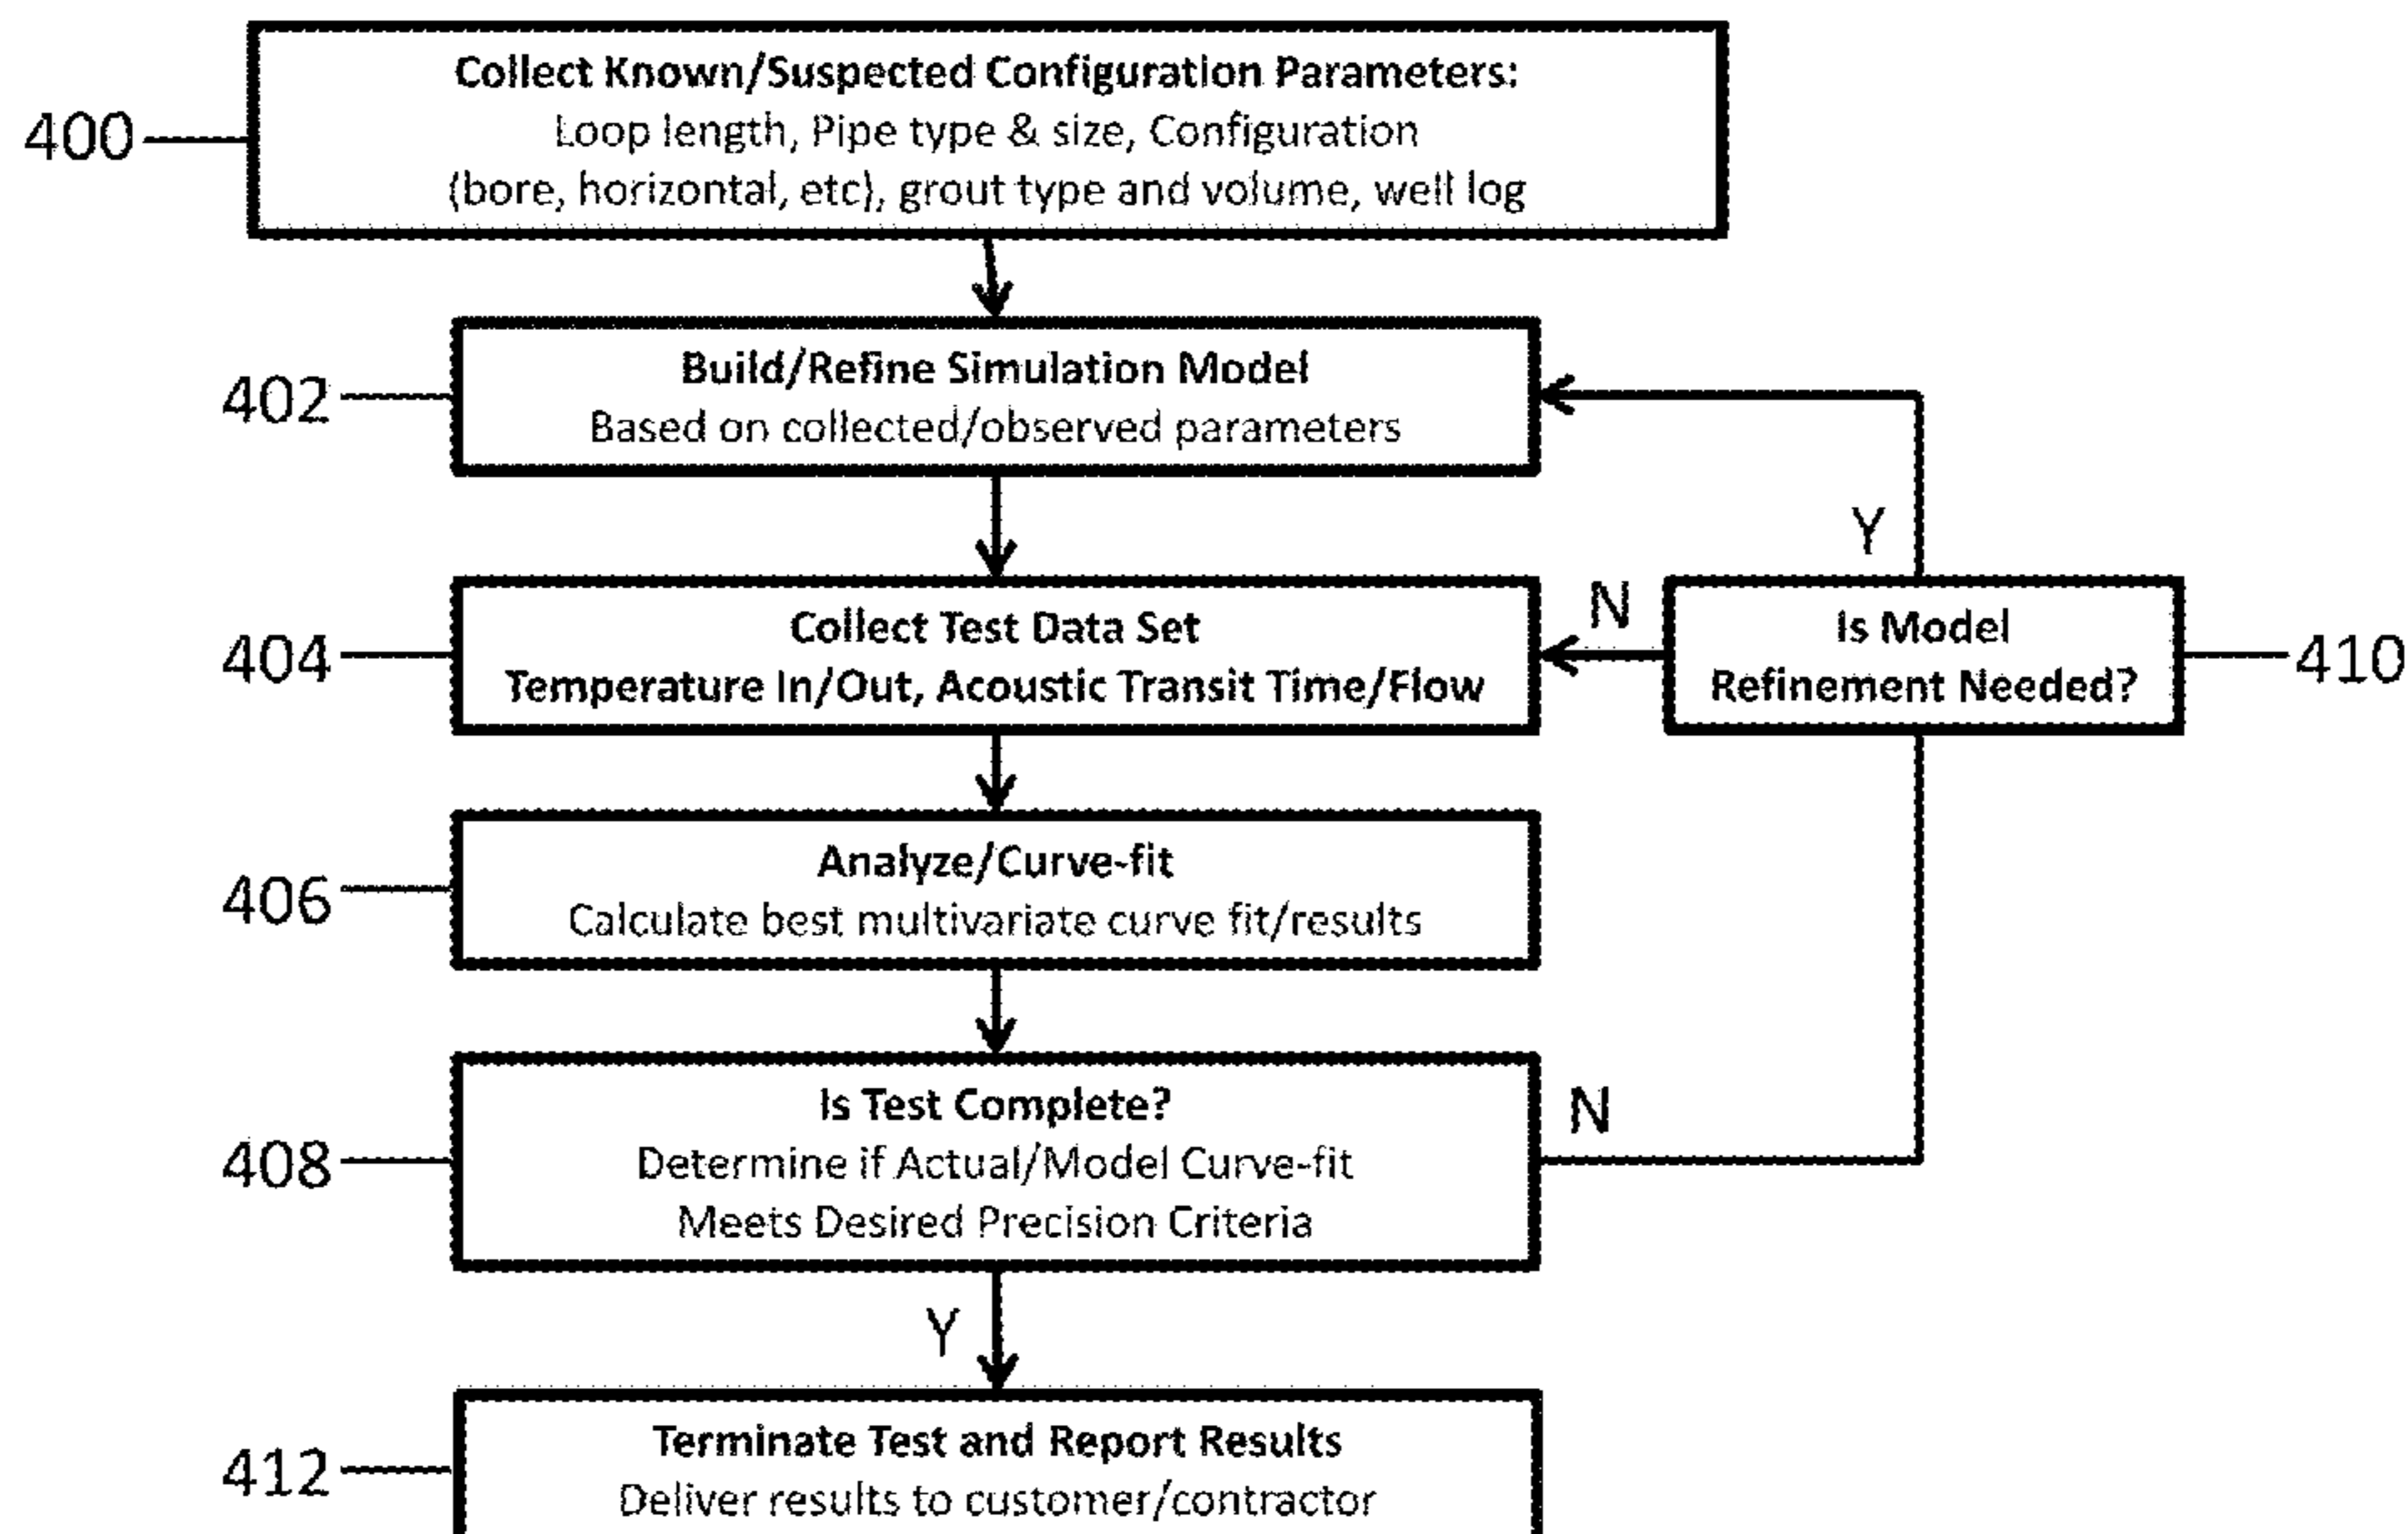 Collect Known/Suspected Configuration Parameters:
400
Loop length, Pipe type & size, Configuration
(bore, horizontal, etc), grout type and volume, well log
Build/Refine Simulation Model
402
Based on collected/observed parameters
Y
N
Collect Test Data Set
Is Model
404
410
Temperature In/Out, Acoustic Transit Time/Flow
Refinement Needed?
Analyze/Curve-fit
406
Calculate best multivariate curve fit/results
Is Test Complete?
N
408
Determine if Actual/Model Curve-fit
Meets Desired Precision Criteria
Y
Terminate Test and Report Results
412
Deliver results to customer/contractor